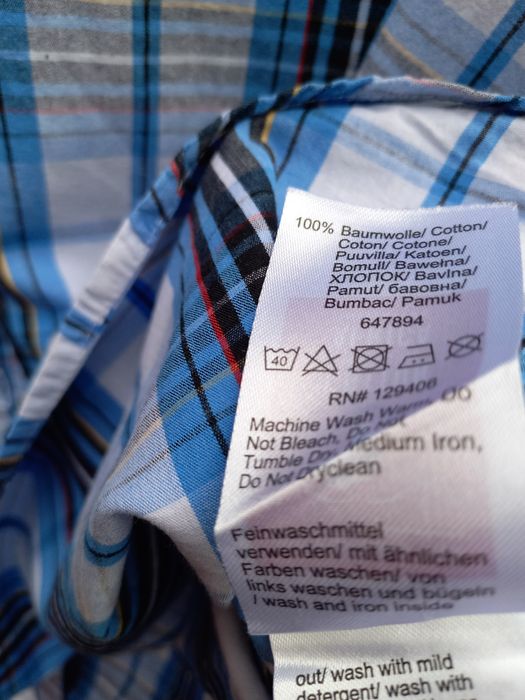 100% Baumwolle/ Cotton/
Coton/ Cotone/
Puuvilla/ Katoen/
Bomull/ Bawełna/
ХЛОПОК/ Bavlna/
Pamut/ бавовна/
Bumbac/ Pamuk
647894
40
RN# 129406
Machine Wash Warm, Do
Not Bleach, Do Not
Tumble Dry, Medium Iron,
Do Not Dryclean
Feinwaschmittel
verwenden/ mit ähnlichen
Farben waschen/ von
links waschen und bügeln
/ wash and iron inside
out/ wash with mild
detergent/ wash with